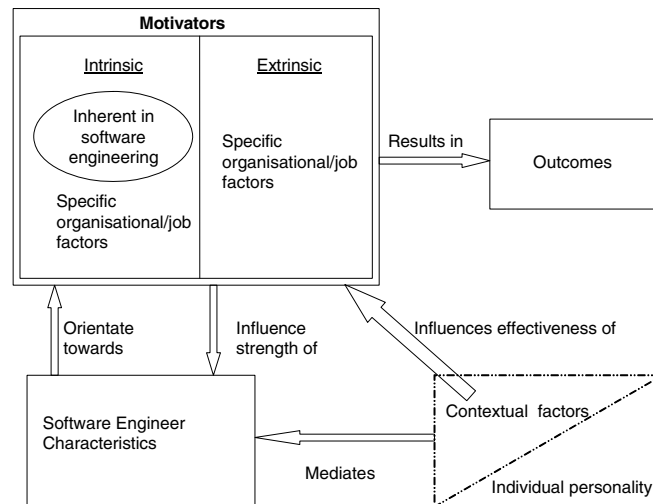 Motivators
Intrinsic
Inherent in
software
engineering
Specific
organisational/job
factors
Extrinsic
Specific
organisational/job
factors
Results in
Outcomes
Orientate
towards
Influence
strength of
Influences effectiveness of
Software Engineer
Characteristics
Mediates
Contextual factors
Individual personality